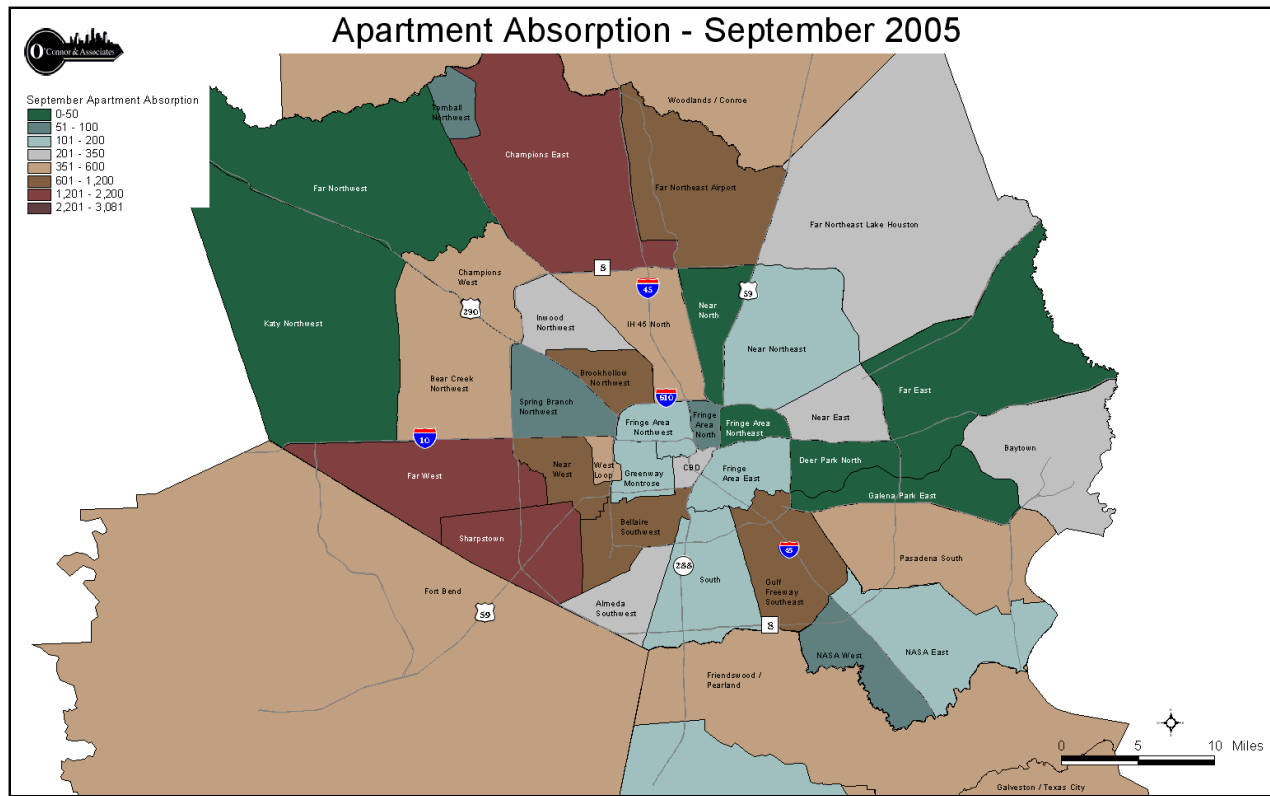 Apartment Absorption - September 2005
O'Connor & Associates
September Apartment Absorption
0-50
51 - 100
101 - 200
201 - 350
351 - 600
601 - 1,200
1,201 - 2,200
2,201 - 3,081
Woodlands / Conroe
Tomball
Northwest
Champions East
Far Northwest
Far Northeast Airport
Far Northeast Lake Houston
Champions
West
8
45
59
290
Near
North
Katy Northwest
Inwood
Northwest
IH 45 North
Near Northeast
Brookhollow
Northwest
Bear Creek
Northwest
610
Far East
Spring Branch
Northwest
Fringe Area
Northwest
Fringe
Area
North
Fringe Area
Northeast
Near East
10
Baytown
Far West
Near
West
West
Loop
Greenway
Montrose
CBD
Fringe
Area East
Deer Park North
Galena Park East
Bellaire
Southwest
Sharpstown
45
Pasadena South
288
South
Gulf
Freeway
Southeast
Fort Bend
59
Almeda
Southwest
8
NASA West
NASA East
Friendswood /
Pearland
0 5 10 Miles
Galveston / Texas City